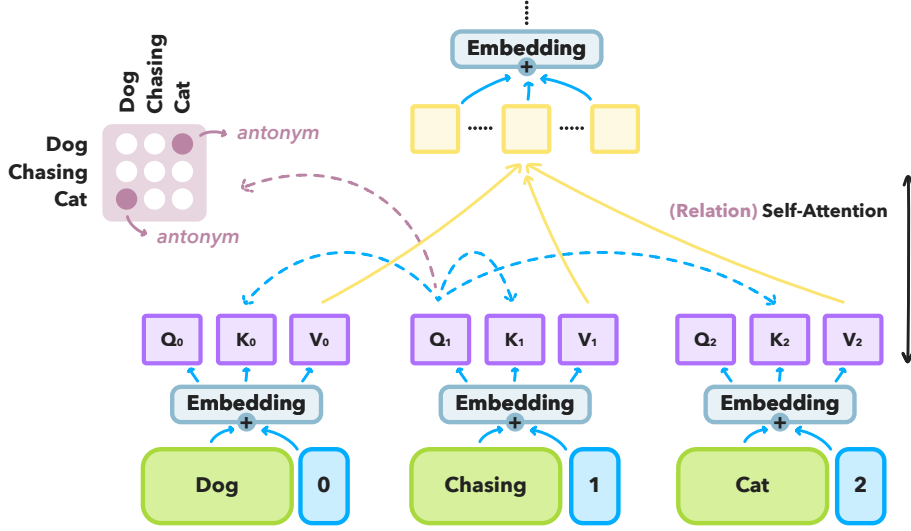 Embedding
Dog
Chasing
Cat
Dog
antonym
Chasing
Cat
antonym
(Relation) Self-Attention
Q0 K0 V0 Q1 K1 V1 Q2 K2 V2
Embedding Embedding Embedding
Dog 0 Chasing 1 Cat 2